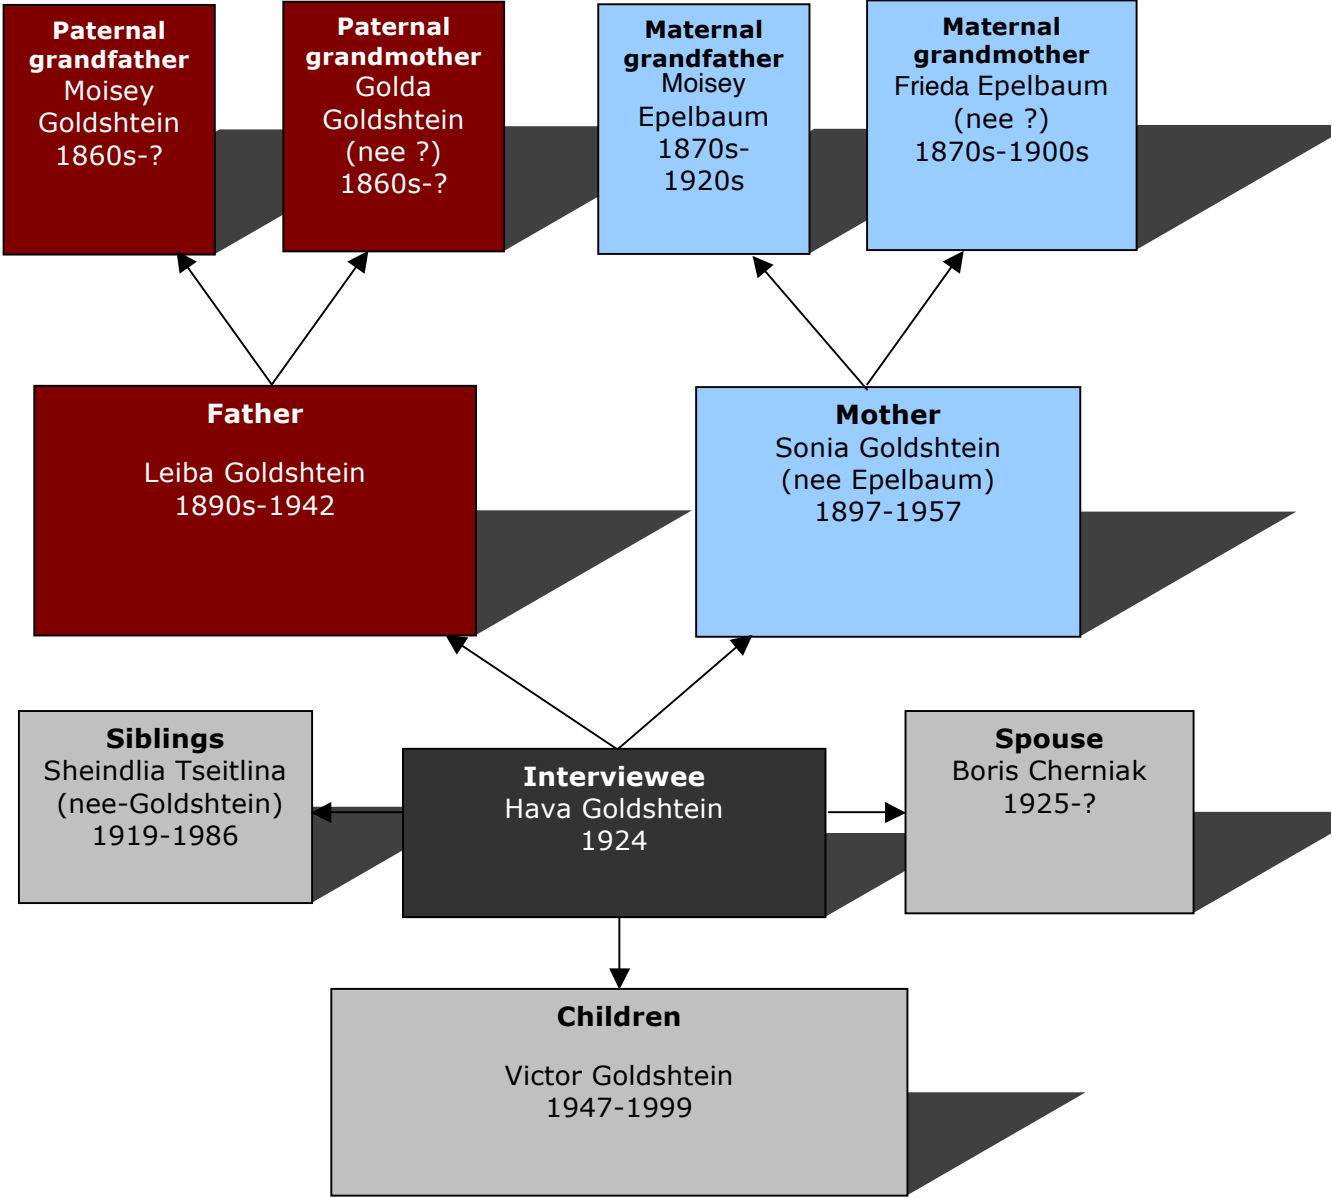 Paternal
grandfather
Moisey
Goldshtein
1860s-?
Paternal
grandmother
Golda
Goldshtein
(nee ?)
1860s-?
Maternal
grandfather
Moisey
Epelbaum
1870s-
1920s
Maternal
grandmother
Frieda Epelbaum
(nee ?)
1870s-1900s
Father
Leiba Goldshtein
1890s-1942
Mother
Sonia Goldshtein
(nee Epelbaum)
1897-1957
Siblings
Sheindlia Tseitlina
(nee-Goldshtein)
1919-1986
Interviewee
Hava Goldshtein
1924
Spouse
Boris Cherniak
1925-?
Children
Victor Goldshtein
1947-1999